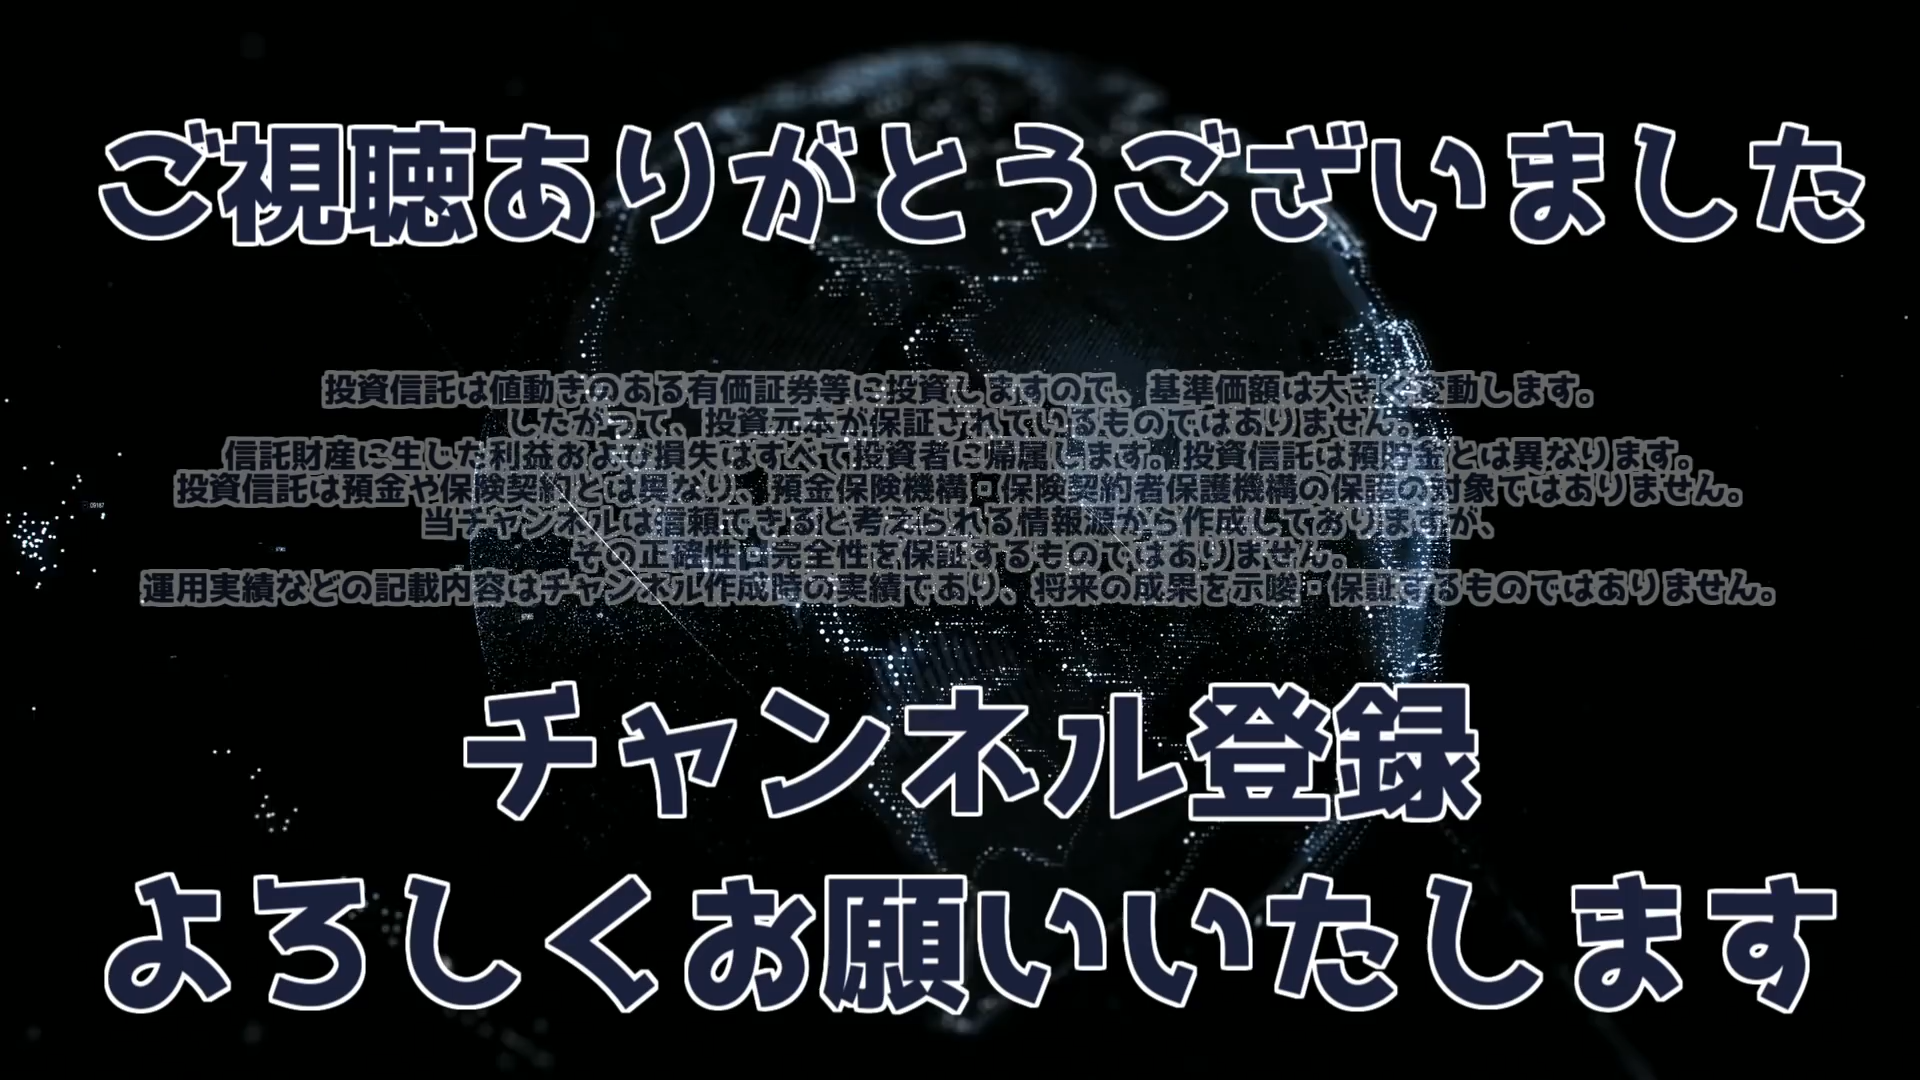 ご視聴ありがとうございました
投資信託は値動きのある有価証券等に投資しますので、基準価額は大きく変動します。
したがって、投資元本が保証されているものではありません。
信託財産に生じた利益および損失はすべて投資者に帰属します。投資信託は預貯金とは異なります。
投資信託は預金や保険契約とは異なり、預金保険機構・保険契約者保護機構の保護の対象ではありません。
当チャンネルは信頼できると考えられる情報源から作成しておりますが、
その正確性・完全性を保証するものではありません。
運用実績などの記載内容はチャンネル作成時の実績であり、将来の成果を示唆・保証するものではありません。
チャンネル登録
よろしくお願いいたします